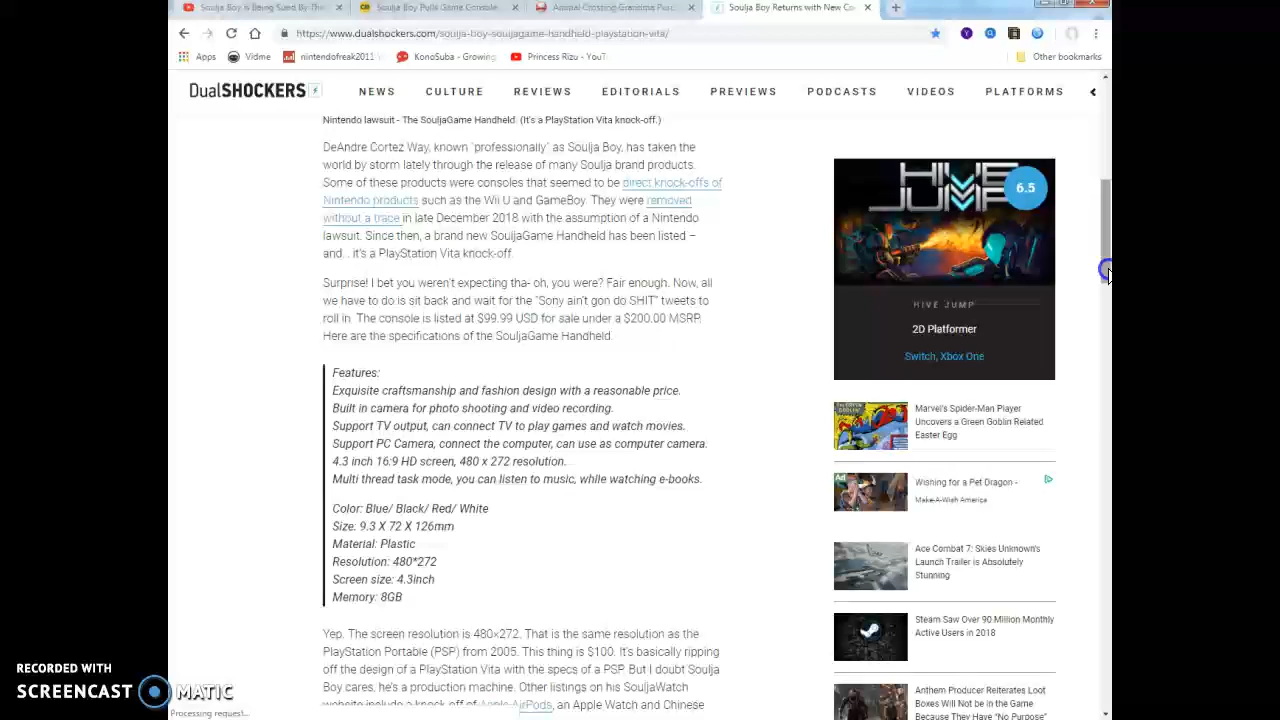 Soulja Boy is Being Sued By The
Soulja Boy Pulls Game Console
Animal Crossing Grandma
Soulja Boy Returns with New Co
https://www.dualshockers.com/soulja-boy-souljagame-handheld-playstation-vita/
Apps
Vidme
nintendofreak2011
KonoSuba - Growing
Princess Rizu - YouT
Other bookmarks
DualSHOCKERS
NEWS
CULTURE
REVIEWS
EDITORIALS
PREVIEWS
PODCASTS
VIDEOS
PLATFORMS
Nintendo lawsuit - The SouljaGame Handheld. (It's a PlayStation Vita knock-off.)
DeAndre Cortez Way, known "professionally" as Soulja Boy, has taken the
world by storm lately through the release of many Soulja brand products.
Some of these products were consoles that seemed to be direct knock-offs of
Nintendo products such as the Wii U and GameBoy. They were removed
without a trace in late December 2018 with the assumption of a Nintendo
lawsuit. Since then, a brand new SouljaGame Handheld has been listed –
and… it's a PlayStation Vita knock-off.
Surprise! I bet you weren't expecting tha- oh, you were? Fair enough. Now, all
we have to do is sit back and wait for the "Sony ain't gon do SHIT" tweets to
roll in. The console is listed at $99.99 USD for sale under a $200.00 MSRP.
Here are the specifications of the SouljaGame Handheld.
Features:
Exquisite craftsmanship and fashion design with a reasonable price.
Built in camera for photo shooting and video recording.
Support TV output, can connect TV to play games and watch movies.
Support PC Camera, connect the computer, can use as computer camera.
4.3 inch 16:9 HD screen, 480 x 272 resolution.
Multi thread task mode, you can listen to music, while watching e-books.
Color: Blue/ Black/ Red/ White
Size: 9.3 X 72 X 126mm
Material: Plastic
Resolution: 480*272
Screen size: 4.3inch
Memory: 8GB
Yep. The screen resolution is 480×272. That is the same resolution as the
PlayStation Portable (PSP) from 2005. This thing is $100. It's basically ripping
off the design of a PlayStation Vita with the specs of a PSP. But I doubt Soulja
Boy cares, he's a production machine. Other listings on his SouljaWatch
website include a knock-off of Apple AirPods, an Apple Watch and Chinese
HIVE
JUMP
6.5
HIVE JUMP
2D Platformer
Switch, Xbox One
Marvel's Spider-Man Player
Uncovers a Green Goblin Related
Easter Egg
Ad
Wishing for a Pet Dragon -
Make-A-Wish America
Ace Combat 7: Skies Unknown's
Launch Trailer is Absolutely
Stunning
Steam Saw Over 90 Million Monthly
Active Users in 2018
Anthem Producer Reiterates Loot
Boxes Will Not be in the Game
Because They Have "No Purpose"
RECORDED WITH
SCREENCAST MATIC
Processing request...